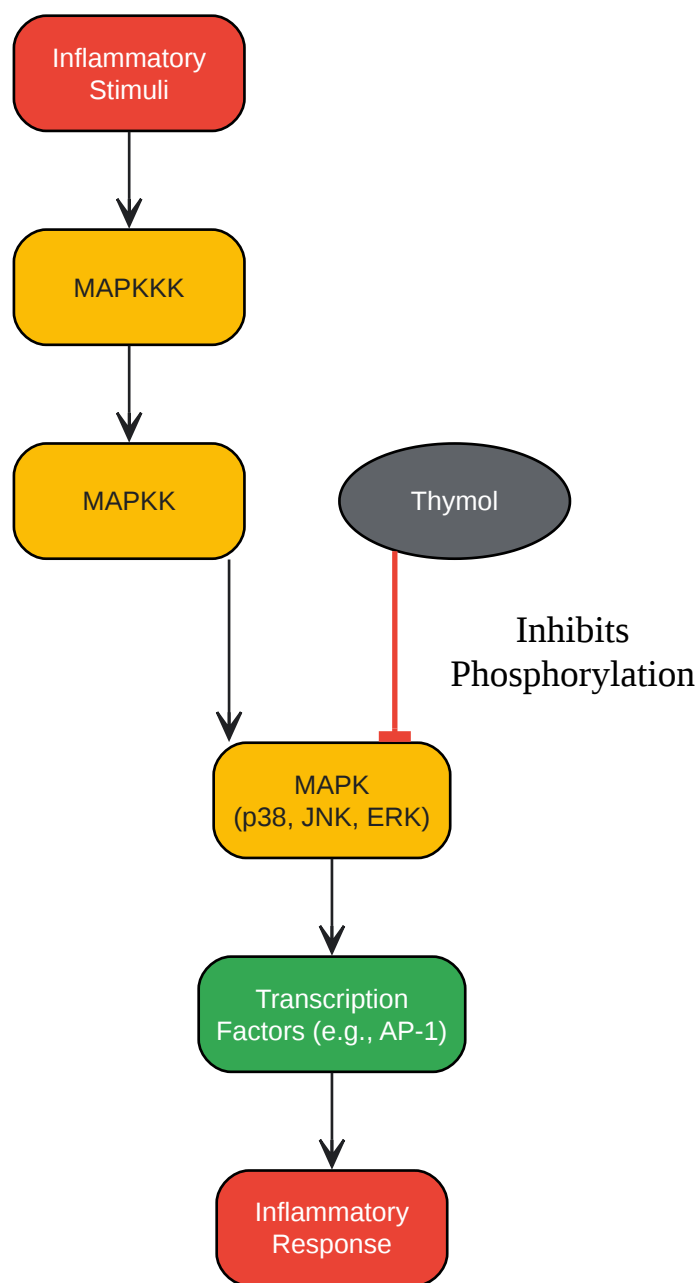 Inflammatory
Stimuli
MAPKKK
MAPKK
Thymol
Inhibits
Phosphorylation
MAPK
(p38, JNK, ERK)
Transcription
Factors (e.g., AP-1)
Inflammatory
Response